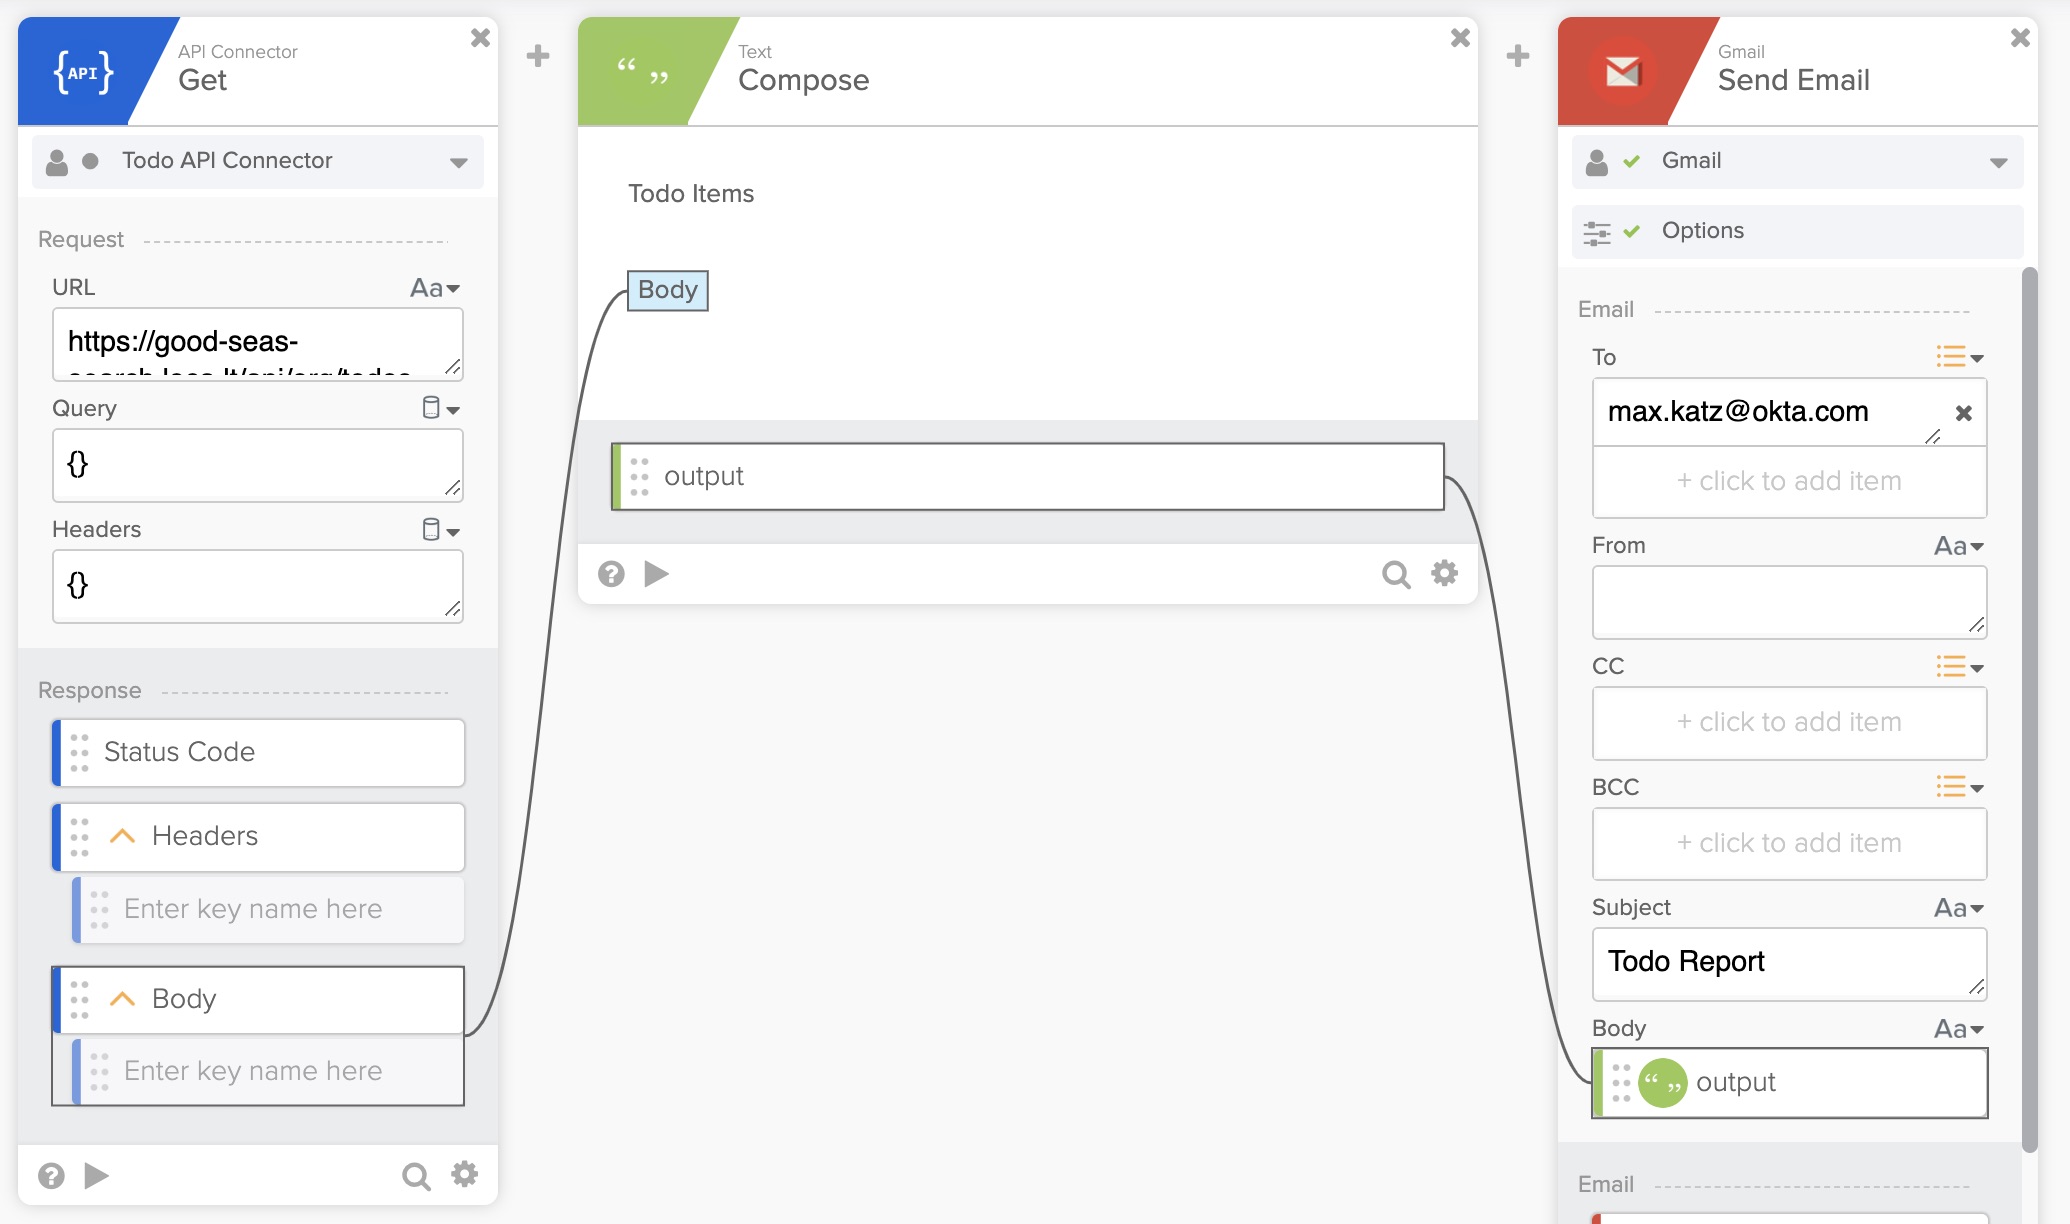 {API}
API Connector
Get
Todo API Connector
Request
URL
Aa
https://good-seas-
Query
{}
Headers
{}
Response
Status Code
Headers
Enter key name here
Body
Enter key name here
?
“ ”
Text
Compose
Todo Items
Body
output
?
Gmail
Send Email
Gmail
Options
Email
To
max.katz@okta.com
+ click to add item
From
Aa
CC
+ click to add item
BCC
+ click to add item
Subject
Aa
Todo Report
Body
Aa
“ ” output
Email